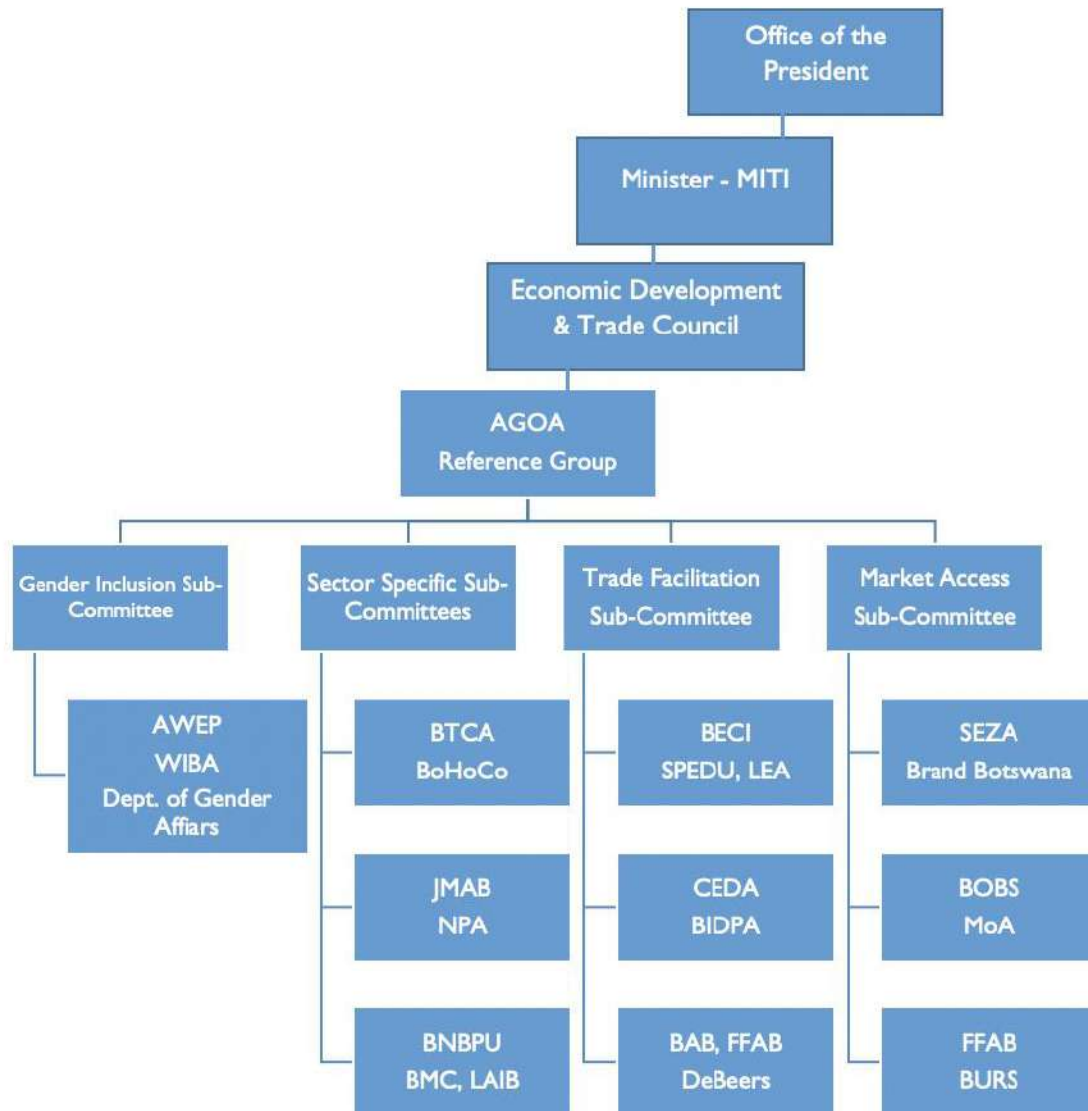 Office of the
President
Minister - MITI
Economic Development
& Trade Council
AGOA
Reference Group
Gender Inclusion Sub-
Committee
Sector Specific Sub-
Committees
Trade Facilitation
Sub-Committee
Market Access
Sub-Committee
AWEP
WIBA
Dept. of Gender
Affiars
BTCA
BoHoCo
BECI
SPEDU, LEA
SEZA
Brand Botswana
JMAB
NPA
CEDA
BIDPA
BOBS
MoA
BNBPU
BMC, LAIB
BAB, FFAB
DeBeers
FFAB
BURS